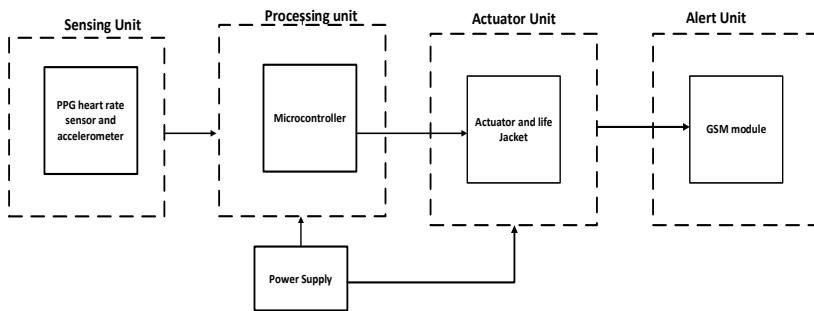 Sensing Unit
Processing unit
Actuator Unit
Alert Unit
PPG heart rate
sensor and
accelerometer
Microcontroller
Actuator and life
Jacket
GSM module
Power Supply